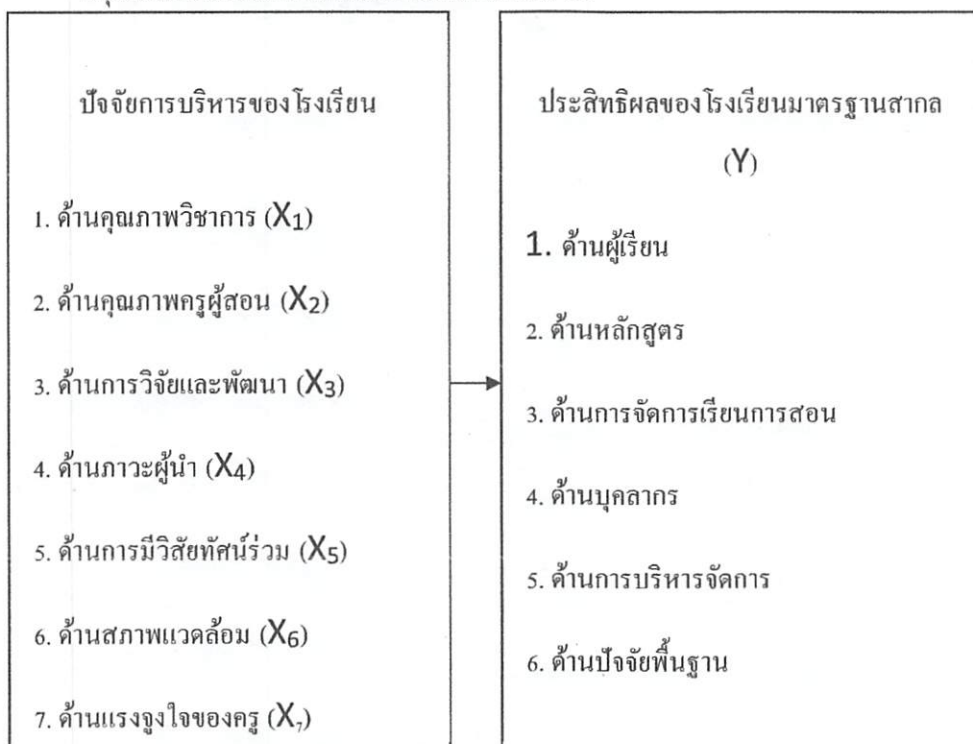 ปัจจัยการบริหารของโรงเรียน
1. ด้านคุณภาพวิชาการ (X1)
2. ด้านคุณภาพครูผู้สอน (X2)
3. ด้านการวิจัยและพัฒนา (X3)
4. ด้านภาวะผู้นำ (X4)
5. ด้านการมีวิสัยทัศน์ร่วม (X5)
6. ด้านสภาพแวดล้อม (X6)
7. ด้านแรงจูงใจของครู (X7)
ประสิทธิผลของโรงเรียนมาตรฐานสากล
(Y)
1. ด้านผู้เรียน
2. ด้านหลักสูตร
3. ด้านการจัดการเรียนการสอน
4. ด้านบุคลากร
5. ด้านการบริหารจัดการ
6. ด้านปัจจัยพื้นฐาน